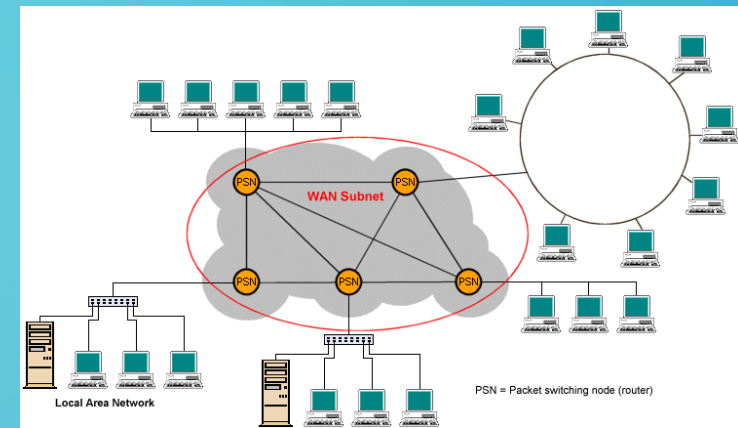 PSN
PSN
WAN Subnet
PSN
PSN
PSN
Local Area Network
PSN = Packet switching node (router)